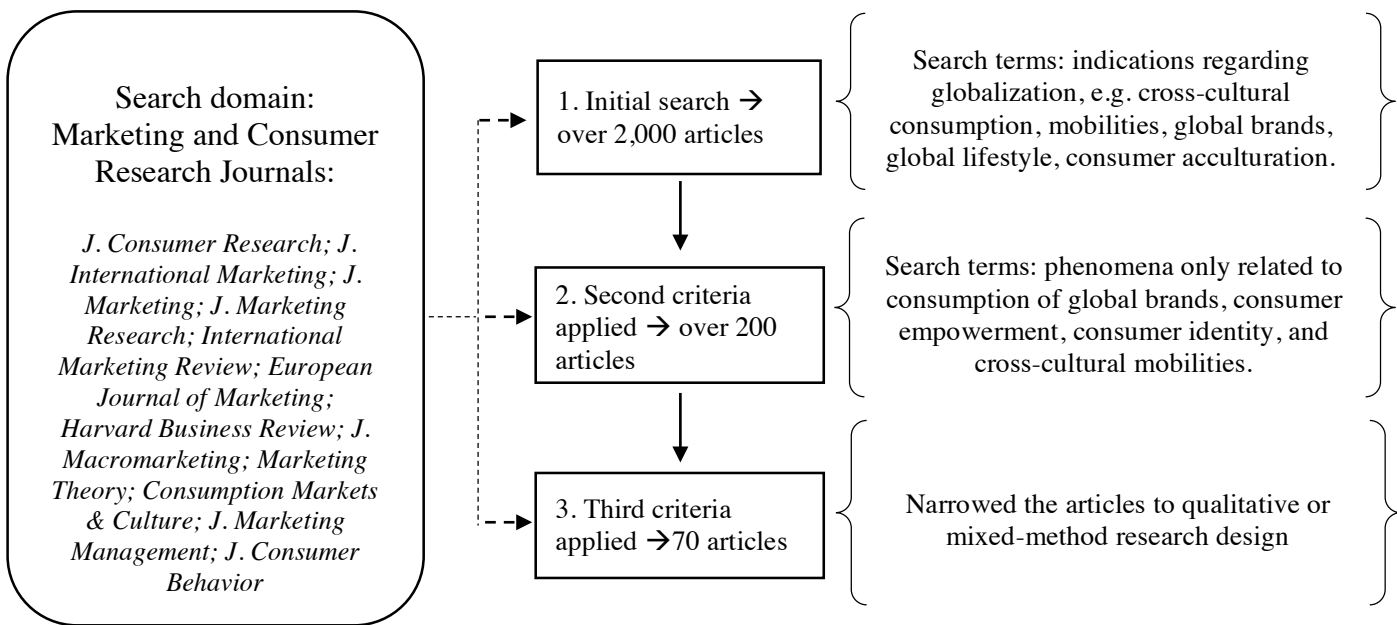 Search domain:
Marketing and Consumer
Research Journals:
J. Consumer Research; J.
International Marketing; J.
Marketing; J. Marketing
Research; International
Marketing Review; European
Journal of Marketing;
Harvard Business Review; J.
Macromarketing; Marketing
Theory; Consumption Markets
& Culture; J. Marketing
Management; J. Consumer
Behavior
1. Initial search →
over 2,000 articles
Search terms: indications regarding
globalization, e.g. cross-cultural
consumption, mobilities, global brands,
global lifestyle, consumer acculturation.
2. Second criteria
applied → over 200
articles
Search terms: phenomena only related to
consumption of global brands, consumer
empowerment, consumer identity, and
cross-cultural mobilities.
3. Third criteria
applied →70 articles
Narrowed the articles to qualitative or
mixed-method research design